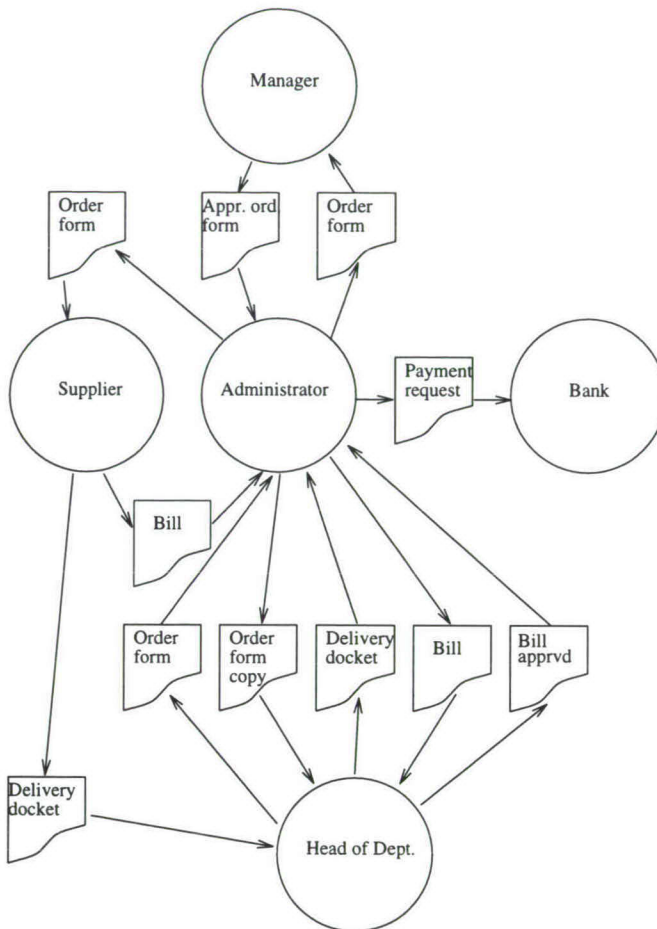 Manager
Order
form
Appr. ord
form
Order
form
Supplier
Administrator
Payment
request
Bank
Bill
Order
form
Order
form
copy
Delivery
docket
Bill
Bill
apprvd
Delivery
docket
Head of Dept.